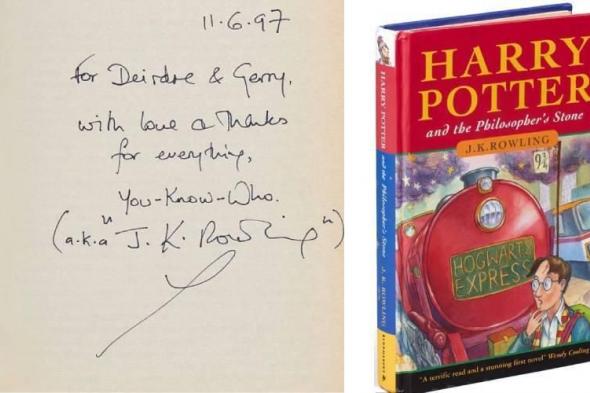 11.6.97
for Deirdre & Gerry,
with love & thanks
for everything,
You-Know-Who.
(a.k.a "J. K. Rowling")
HARRY
POTTER
and the Philosopher's Stone
J.K.ROWLING
9¾
HOGWARTS
EXPRESS
"A terrific read and a stunning first novel" Wendy Cooling
HARRY POTTER and the Philosopher's Stone J. K. ROWLING BLOOMSBURY